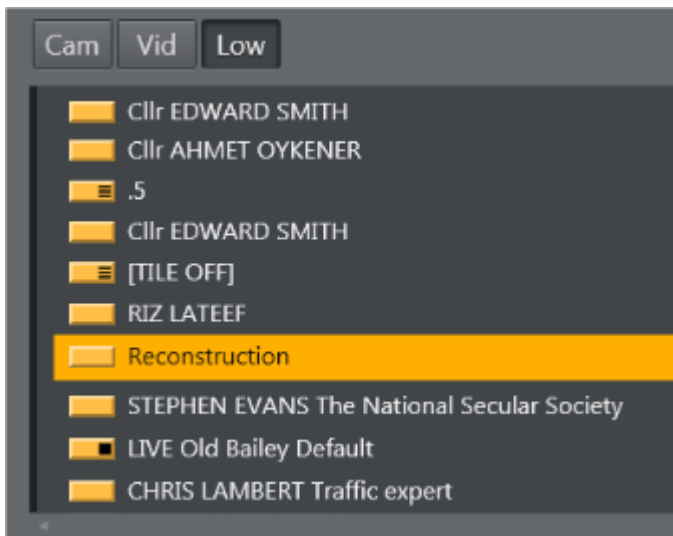 Cam Vid Low
Cllr EDWARD SMITH
Cllr AHMET OYKENER
.5
Cllr EDWARD SMITH
[TILE OFF]
RIZ LATEEF
Reconstruction
STEPHEN EVANS The National Secular Society
LIVE Old Bailey Default
CHRIS LAMBERT Traffic expert